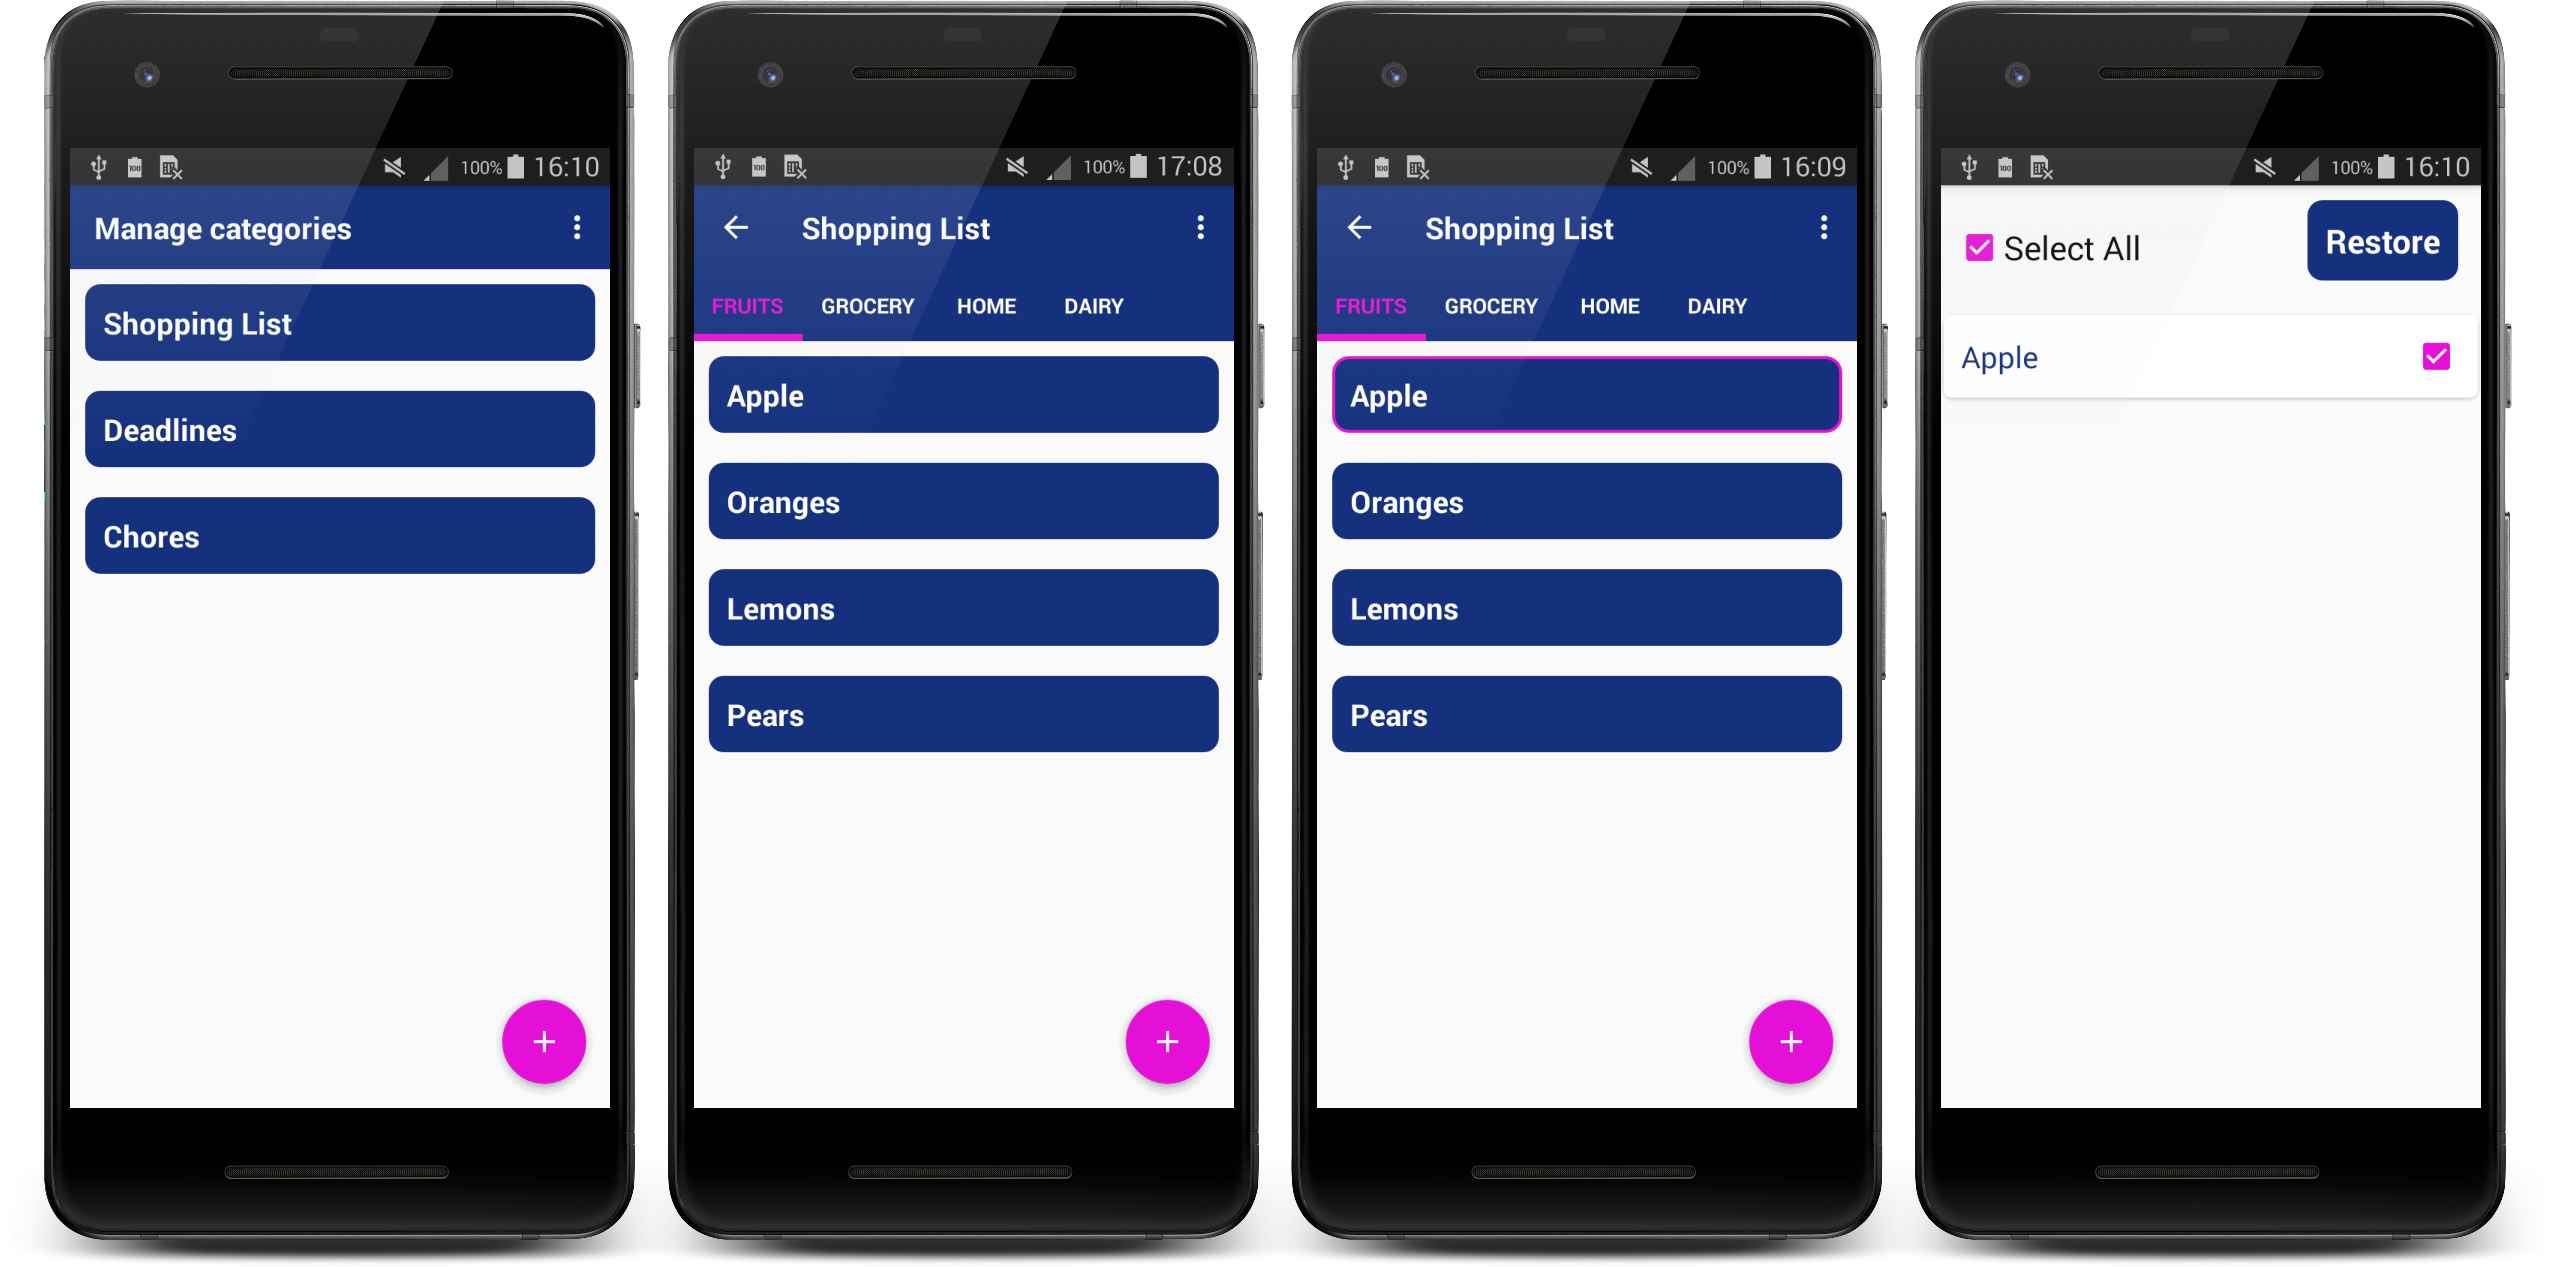 100% 16:10
Manage categories
Shopping List
Deadlines
Chores
+
100% 17:08
Shopping List
FRUITS GROCERY HOME DAIRY
Apple
Oranges
Lemons
Pears
+
100% 16:09
Shopping List
FRUITS GROCERY HOME DAIRY
Apple
Oranges
Lemons
Pears
+
100% 16:10
Select All Restore
Apple